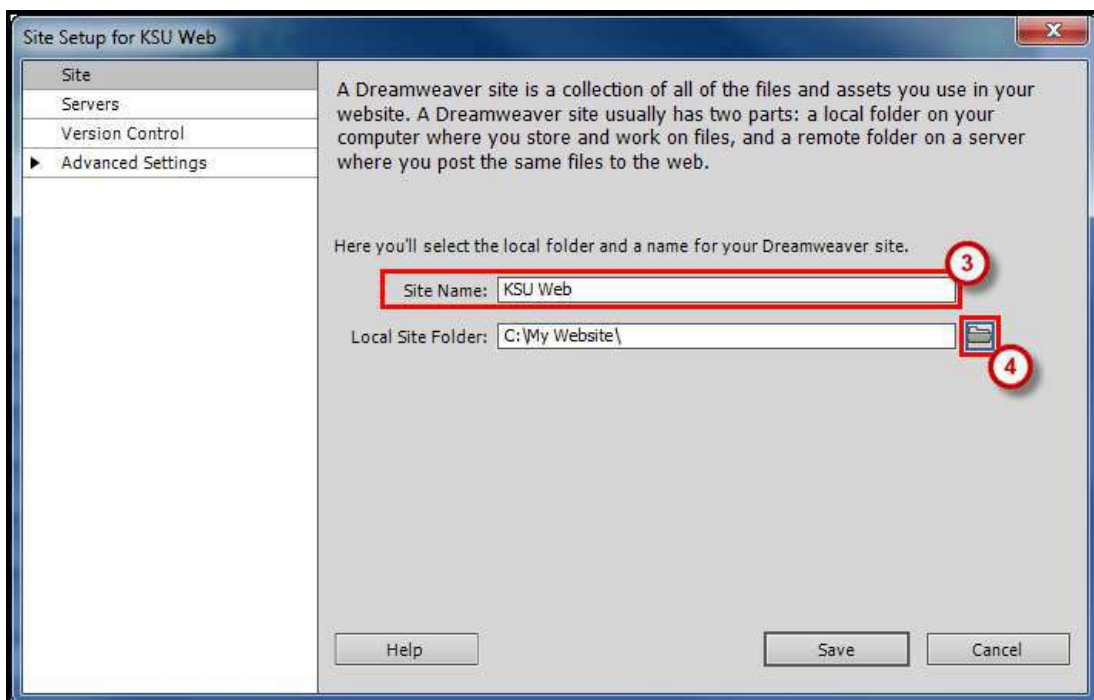 Site Setup for KSU Web
x
Site
Servers
Version Control
Advanced Settings
A Dreamweaver site is a collection of all of the files and assets you use in your
website. A Dreamweaver site usually has two parts: a local folder on your
computer where you store and work on files, and a remote folder on a server
where you post the same files to the web.
Here you'll select the local folder and a name for your Dreamweaver site.
3
Site Name: KSU Web
Local Site Folder: C:\My Website\
4
Help
Save
Cancel